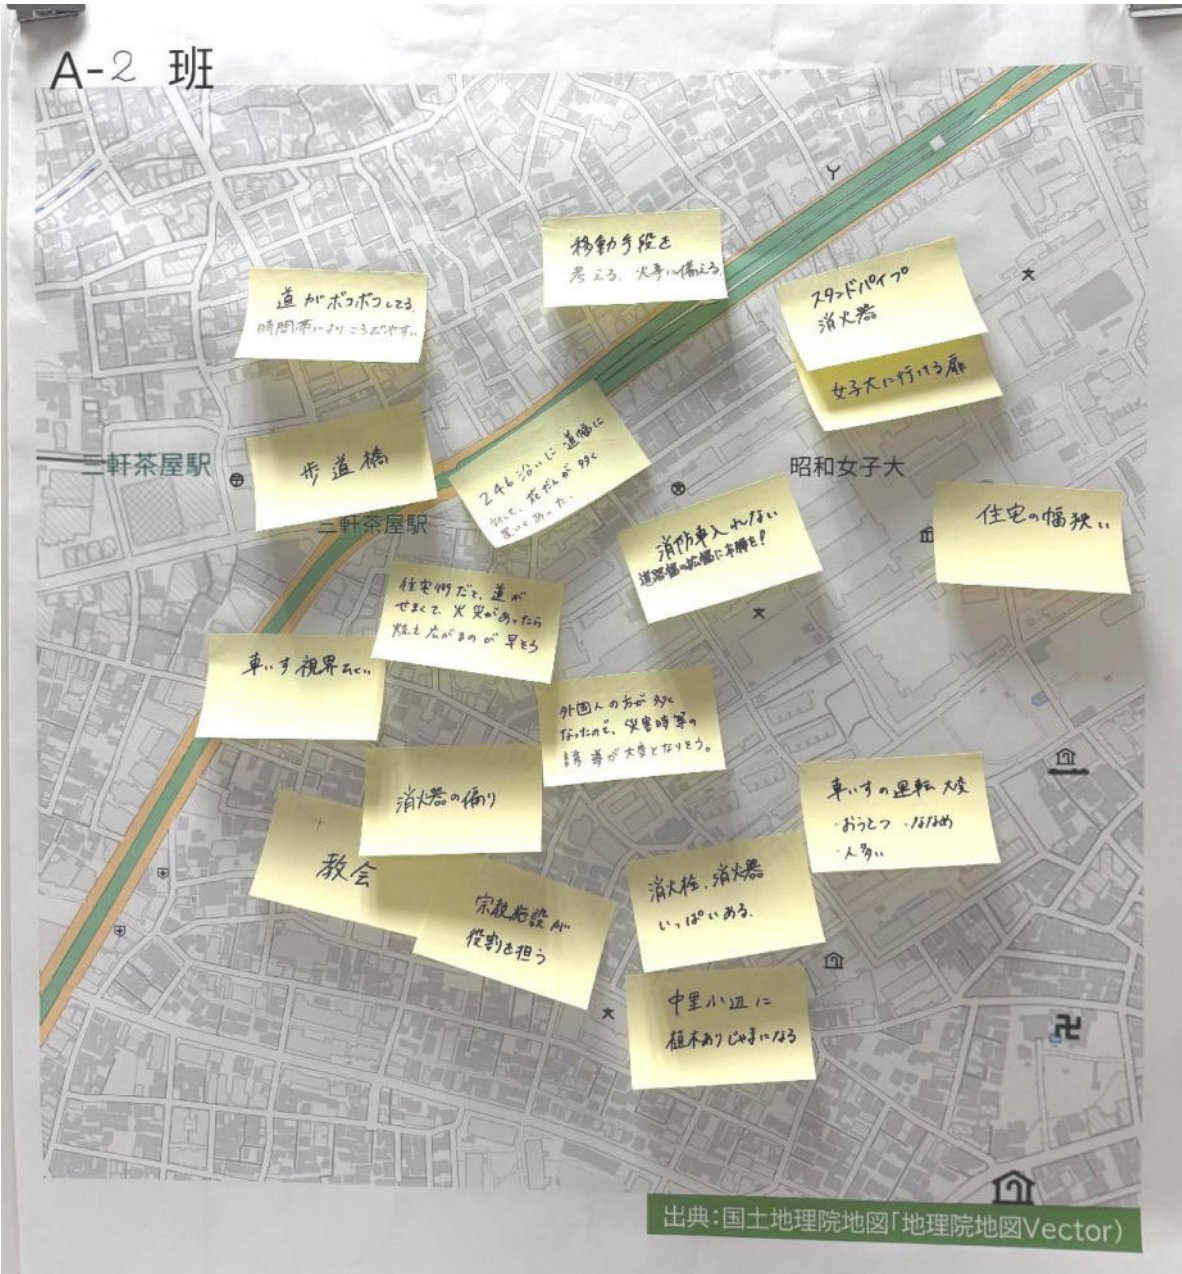 A-2 班
移動手段を
考える、火事に備える。
道がボコボコしてる。
時間帯によりころびやすい
スタンドパイプ
消火器
女子大に行ける扉
歩道橋
三軒茶屋駅
三軒茶屋駅
246沿いに道幅に
対して、花だんが多く
置いてあった。
昭和女子大
消防車入れない
道路幅の拡幅に本腰を!
住宅の幅狭い
住宅街だと、道が
せまくて、火災があったら
燃え広がるのが早そう
車いす視界ムズい
外国人の方が多く
なったので、災害時等の
誘導が大変となりそう。
消火器の偏り
車いすの運転大変
・おうとつ ・ななめ
・人多い
教会
宗教施設が
役割を担う
消火栓、消火器
いっぱいある。
中里小辺に
植木ありじゃまになる
出典:国土地理院地図「地理院地図Vector)